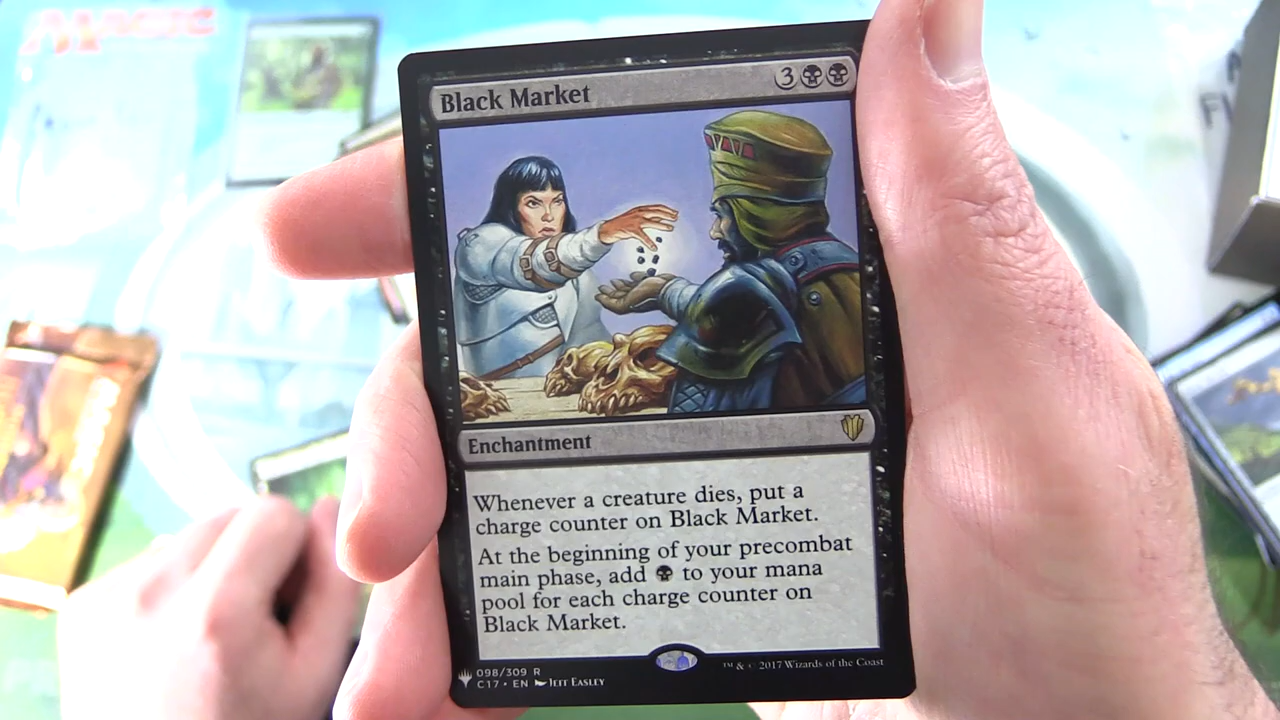 MAGIC
Black Market
3
Enchantment
Whenever a creature dies, put a
charge counter on Black Market.
At the beginning of your precombat
main phase, add to your mana
pool for each charge counter on
Black Market.
098/309 R
C17 • EN JEFF EASLEY
™ & © 2017 Wizards of the Coast